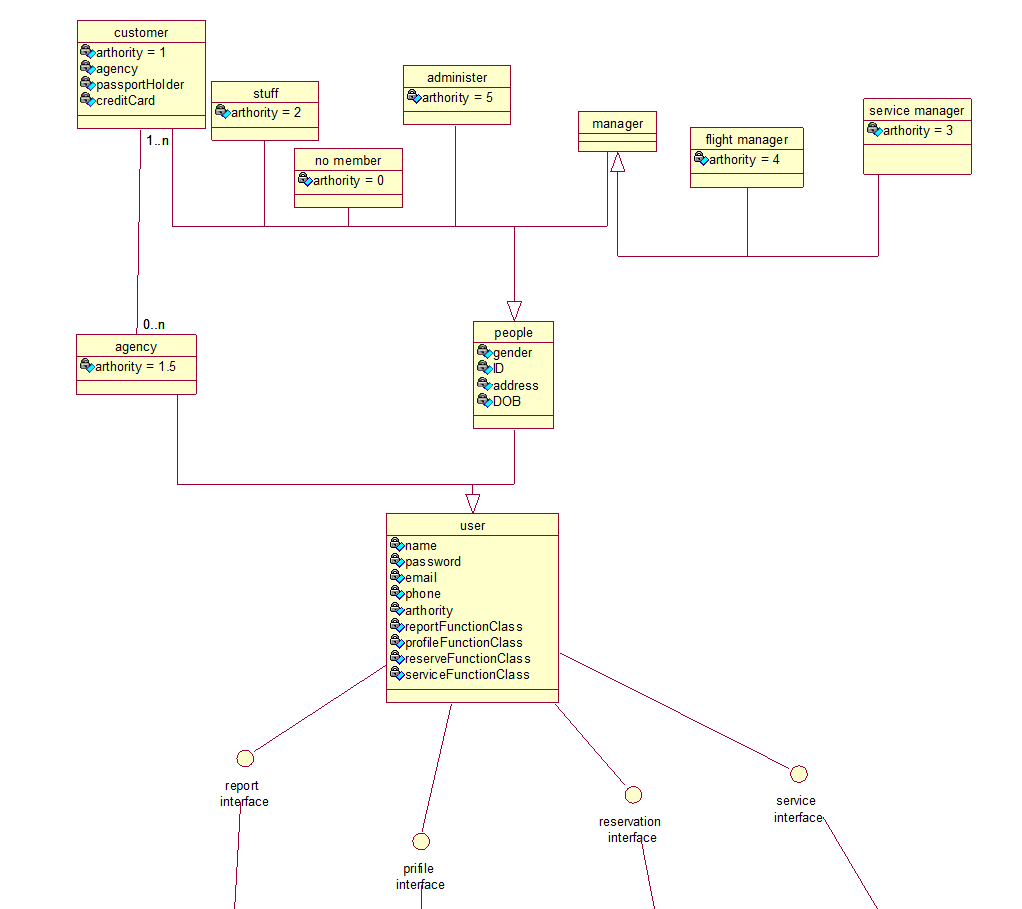 customer
arthority = 1
agency
passportHolder
creditCard
stuff
arthority = 2
no member
arthority = 0
administer
arthority = 5
manager
flight manager
arthority = 4
service manager
arthority = 3
1..n
0..n
agency
arthority = 1.5
people
gender
ID
address
DOB
user
name
password
email
phone
arthority
reportFunctionClass
profileFunctionClass
reserveFunctionClass
serviceFunctionClass
report
interface
prifile
interface
reservation
interface
service
interface